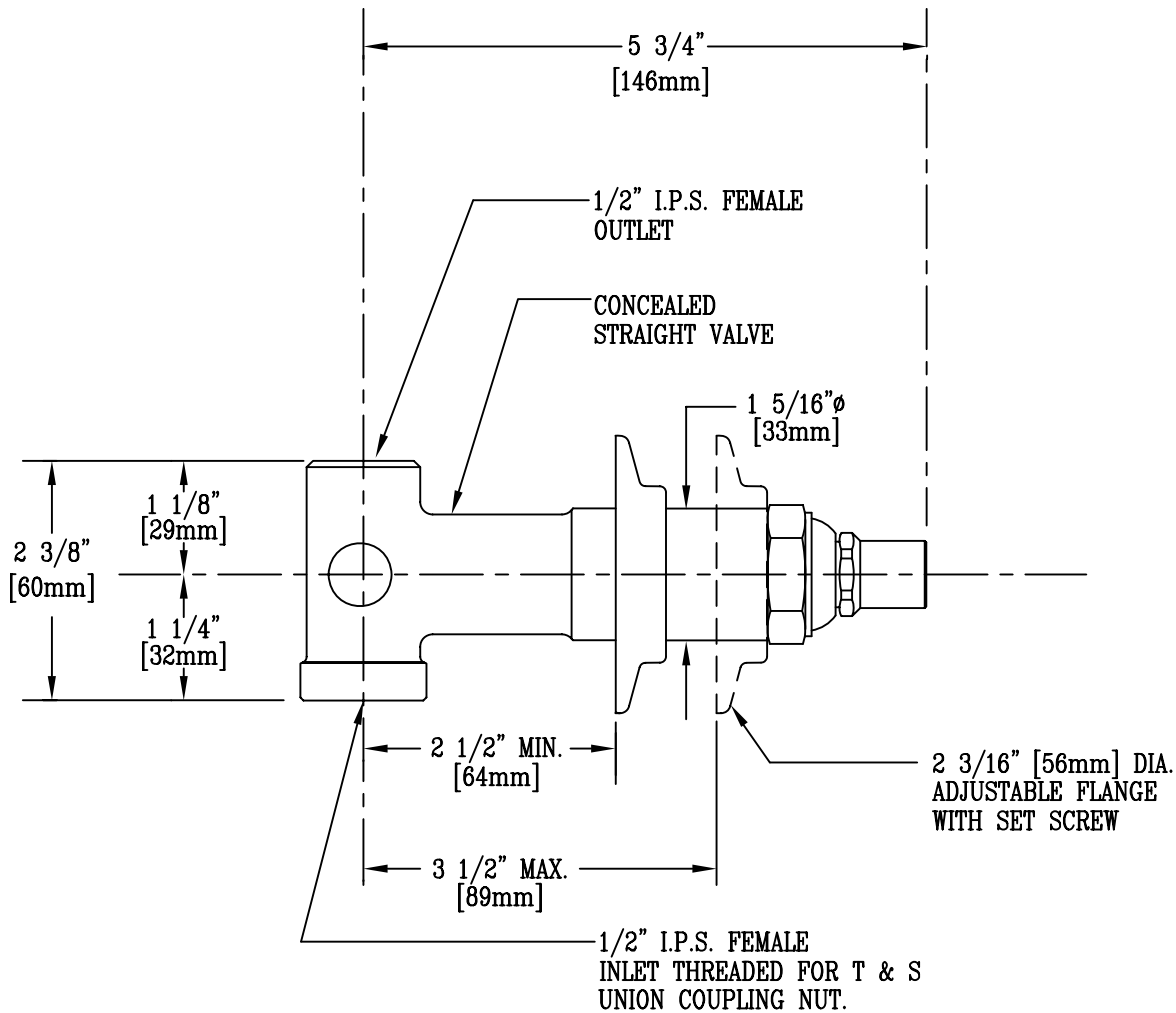 5 3/4"
[146mm]
1/2" I.P.S. FEMALE
OUTLET
CONCEALED
STRAIGHT VALVE
1 5/16"ø
[33mm]
1 1/8"
[29mm]
2 3/8"
[60mm]
1 1/4"
[32mm]
2 1/2" MIN.
[64mm]
2 3/16" [56mm] DIA.
ADJUSTABLE FLANGE
WITH SET SCREW
3 1/2" MAX.
[89mm]
1/2" I.P.S. FEMALE
INLET THREADED FOR T & S
UNION COUPLING NUT.